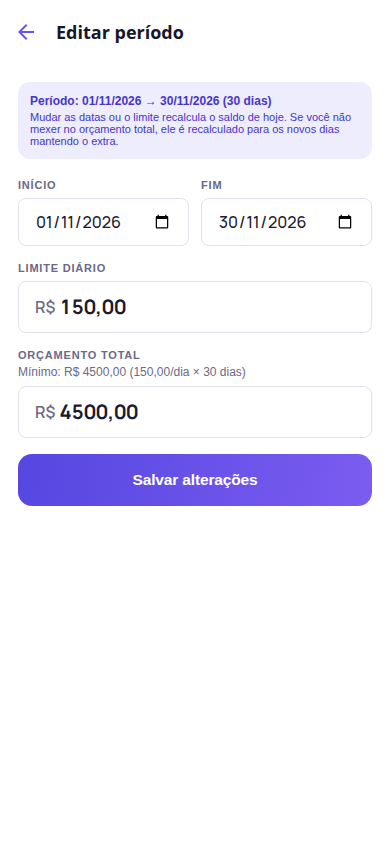 Editar período
Período: 01/11/2026 → 30/11/2026 (30 dias)
Mudar as datas ou o limite recalcula o saldo de hoje. Se você não
mexer no orçamento total, ele é recalculado para os novos dias
mantendo o extra.
INÍCIO
FIM
01/11/2026
30/11/2026
LIMITE DIÁRIO
R$ 150,00
ORÇAMENTO TOTAL
Mínimo: R$ 4500,00 (150,00/dia × 30 dias)
R$ 4500,00
Salvar alterações